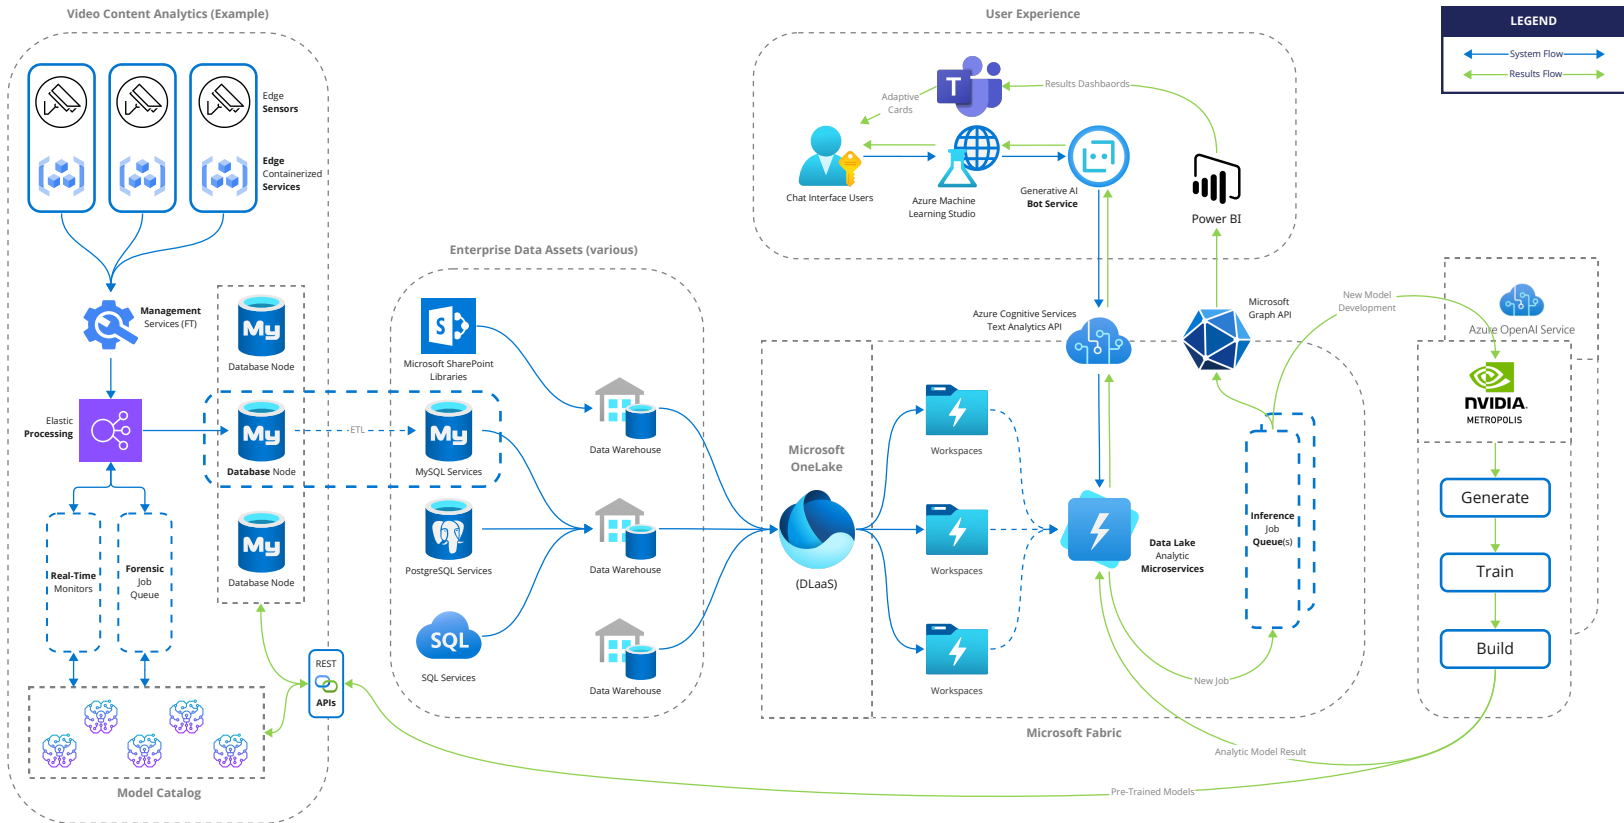 Video Content Analytics (Example)
User Experience
LEGEND
System Flow
Results Flow
Edge
Sensors
Edge
Containerized
Services
T
Results Dashbaords
Adaptive
Cards
Chat Interface Users
Azure Machine
Learning Studio
Generative AI
Bot Service
Power BI
Enterprise Data Assets (various)
Management
Services (FT)
My
Database Node
S
Microsoft SharePoint
Libraries
Azure Cognitive Services
Text Analytics API
Microsoft
Graph API
New Model
Development
Azure OpenAI Service
NVIDIA.
METROPOLIS
Elastic
Processing
My
Database Node
ETL
My
MySQL Services
Data Warehouse
Microsoft
OneLake
(DLaaS)
Workspaces
My
Database Node
PostgreSQL Services
Data Warehouse
Workspaces
Data Lake
Analytic
Microservices
Inference
Job
Queue(s)
Generate
Train
Build
Real-Time
Monitors
Forensic
Job
Queue
SQL
SQL Services
Data Warehouse
Workspaces
New Job
REST
APIs
Microsoft Fabric
Analytic Model Result
Pre-Trained Models
Model Catalog